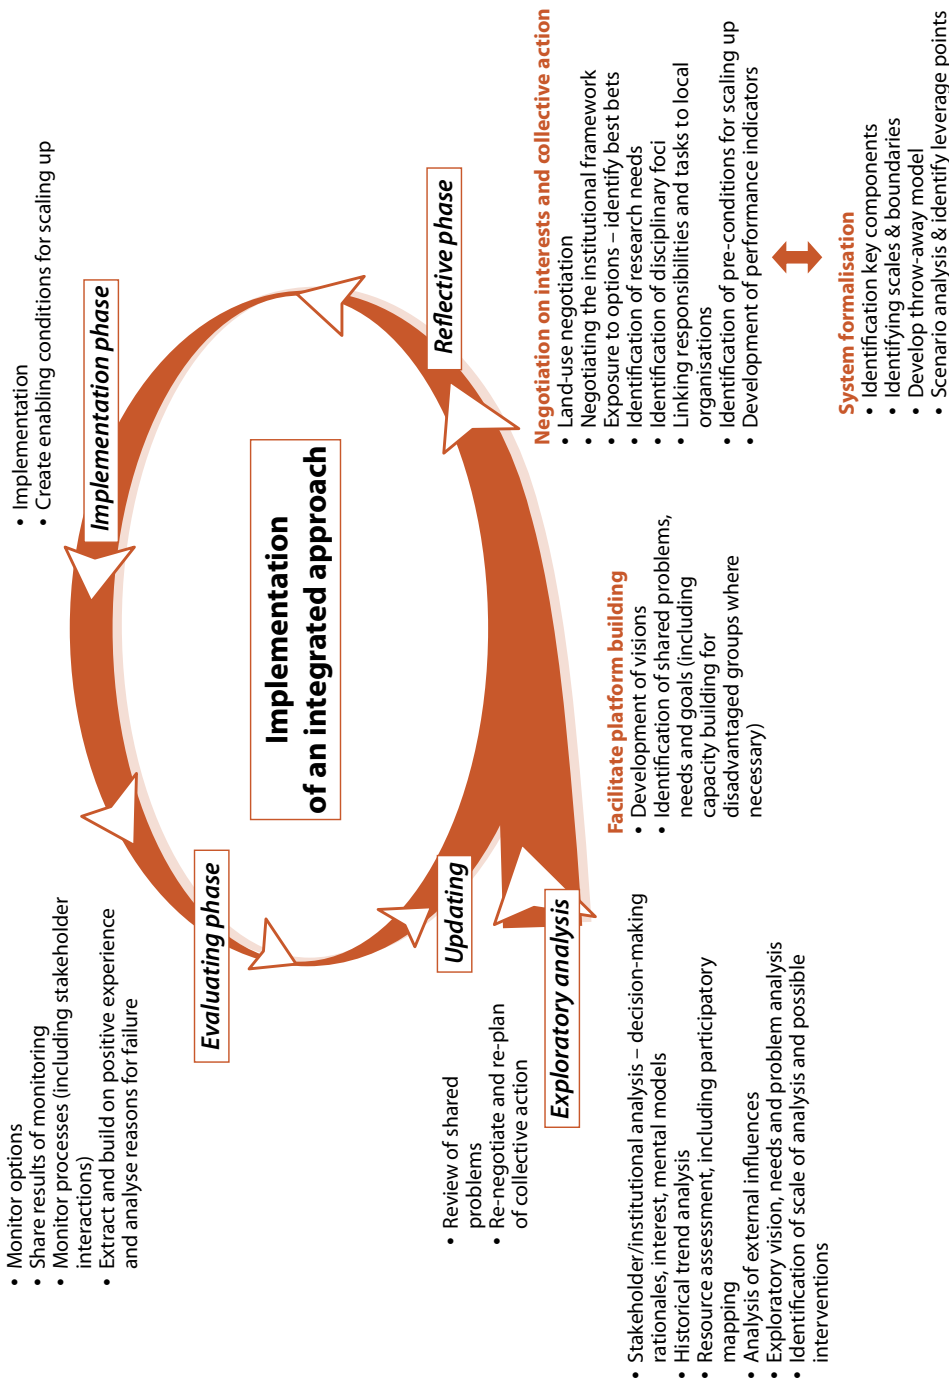 • Implementation
• Create enabling conditions for scaling up
Implementation phase
• Monitor options
• Share results of monitoring
• Monitor processes (including stakeholder
interactions)
• Extract and build on positive experience
and analyse reasons for failure
Evaluating phase
Implementation
of an integrated approach
Reflective phase
Updating
• Review of shared
problems
• Re-negotiate and re-plan
of collective action
Exploratory analysis
• Stakeholder/institutional analysis – decision-making
rationales, interest, mental models
• Historical trend analysis
• Resource assessment, including participatory
mapping
• Analysis of external influences
• Exploratory vision, needs and problem analysis
• Identification of scale of analysis and possible
interventions
Facilitate platform building
• Development of visions
• Identification of shared problems,
needs and goals (including
capacity building for
disadvantaged groups where
necessary)
Negotiation on interests and collective action
• Land-use negotiation
• Negotiating the institutional framework
• Exposure to options – identify best bets
• Identification of research needs
• Identification of disciplinary foci
• Linking responsibilities and tasks to local
organisations
• Identification of pre-conditions for scaling up
• Development of performance indicators
System formalisation
• Identification key components
• Identifying scales & boundaries
• Develop throw-away model
• Scenario analysis & identify leverage points